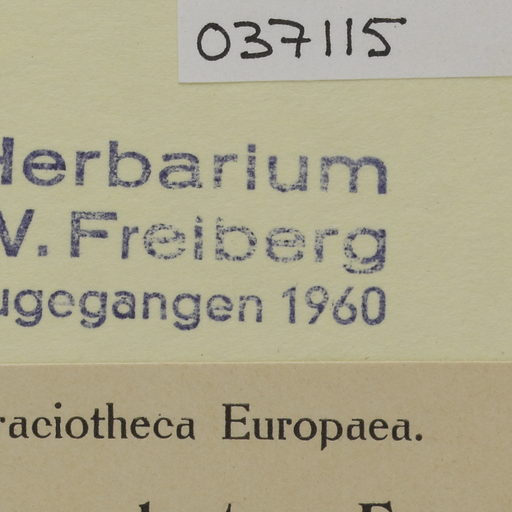 037115
Herbarium
W. Freiberg
ugegangen 1960
raciotheca Europaea.